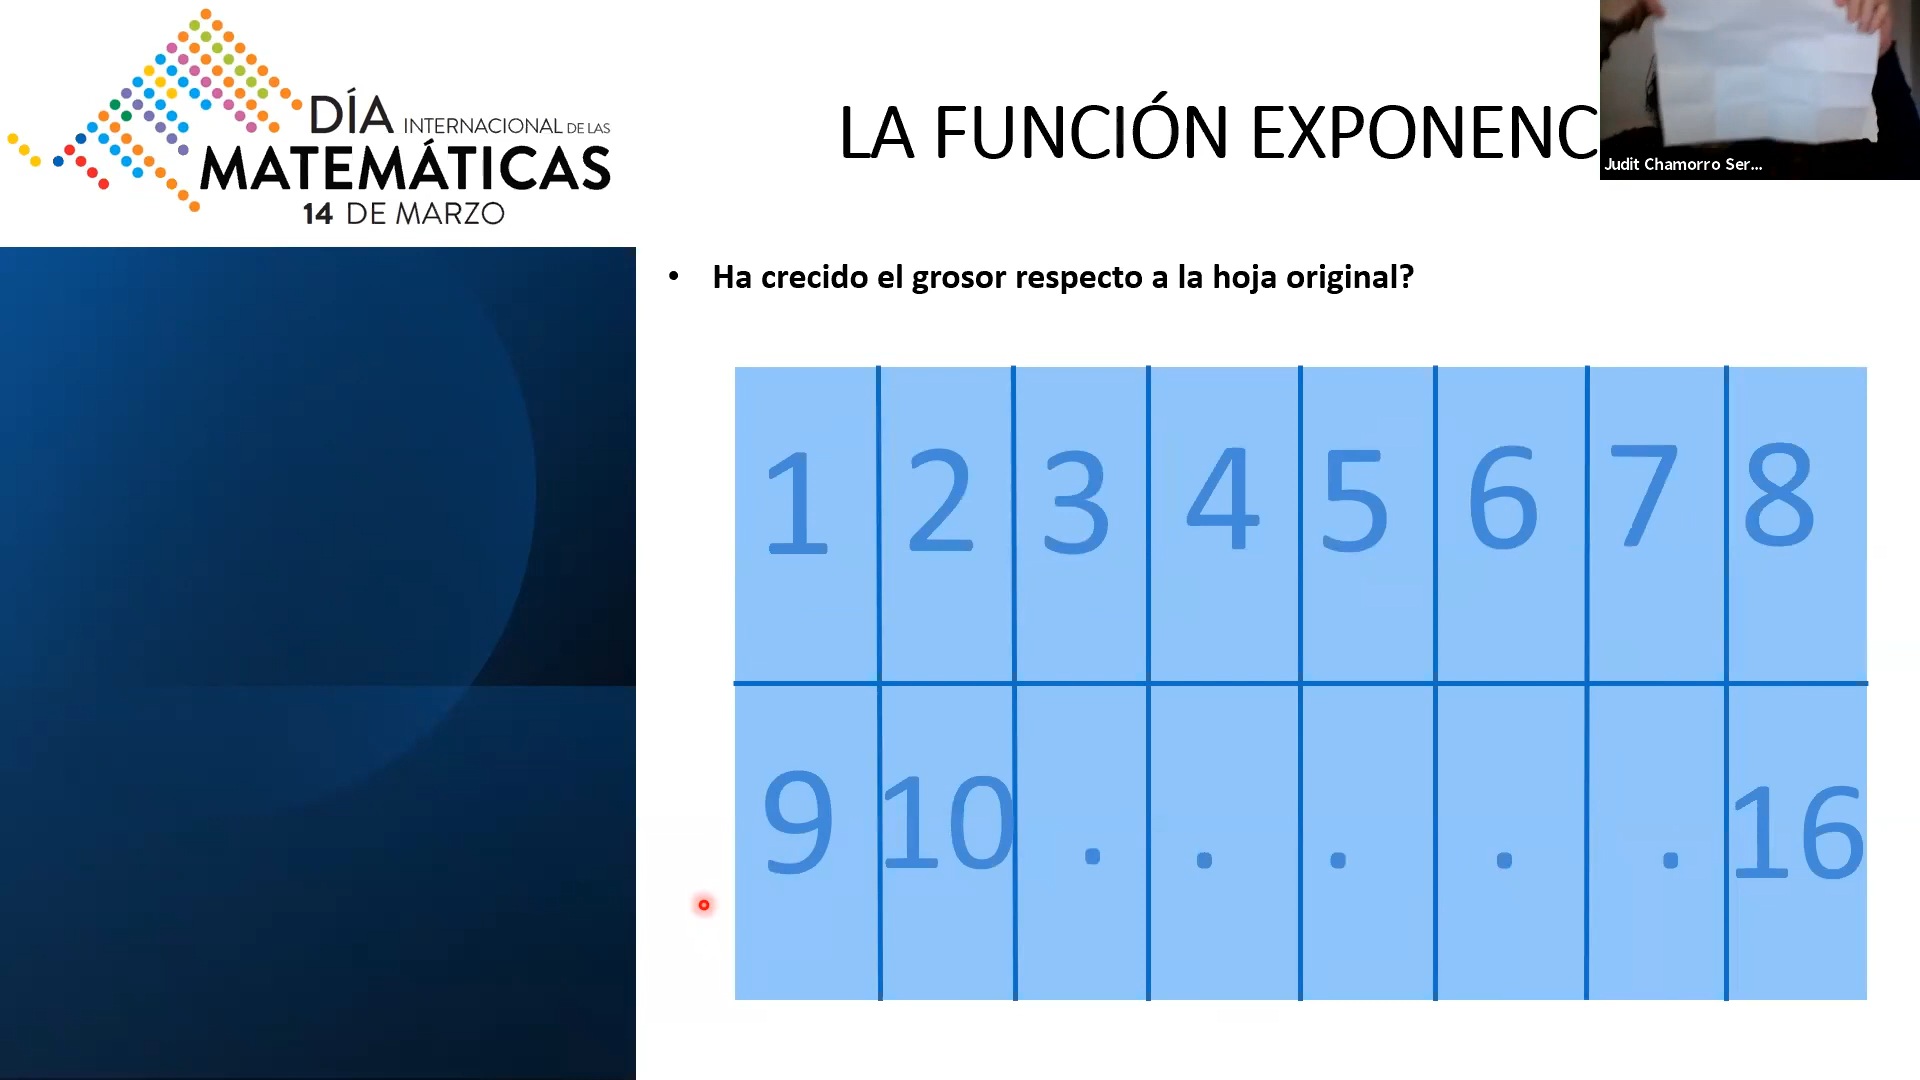 DÍA INTERNACIONAL DE LAS
MATEMÁTICAS
14 DE MARZO
LA FUNCIÓN EXPONENC
Judit Chamorro Ser...
• Ha crecido el grosor respecto a la hoja original?
1 2 3 4 5 6 7 8
9 10 . . . . . 16